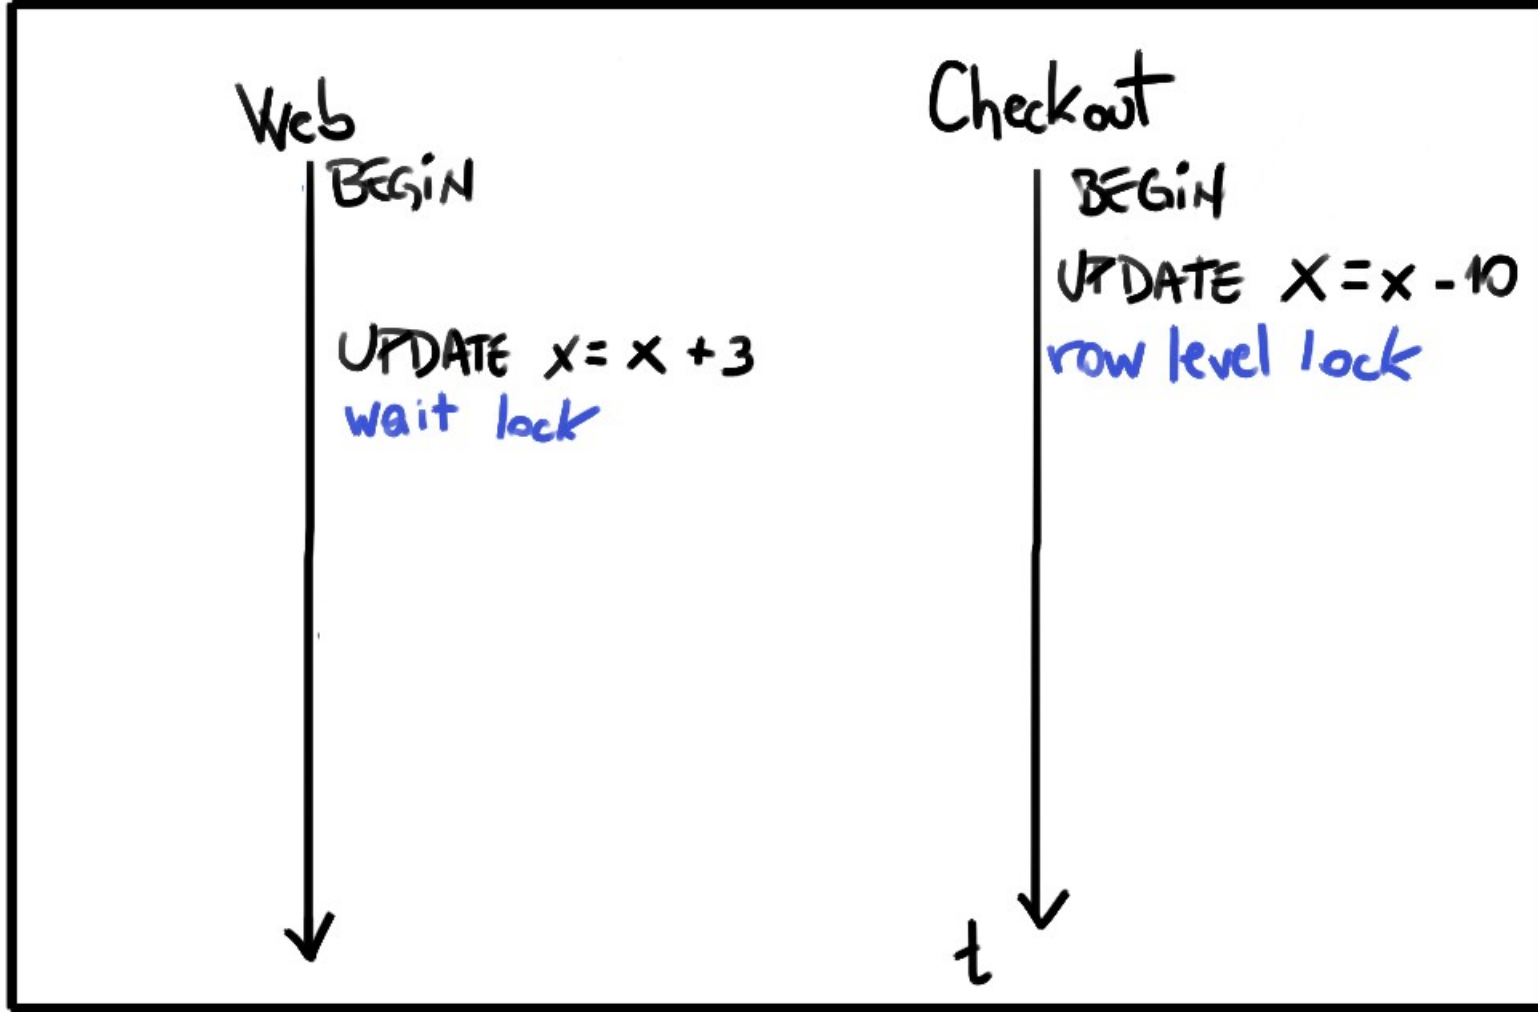 Web
BEGIN
UPDATE x = x + 3
wait lock
Checkout
BEGIN
UPDATE X = x - 10
row level lock
t